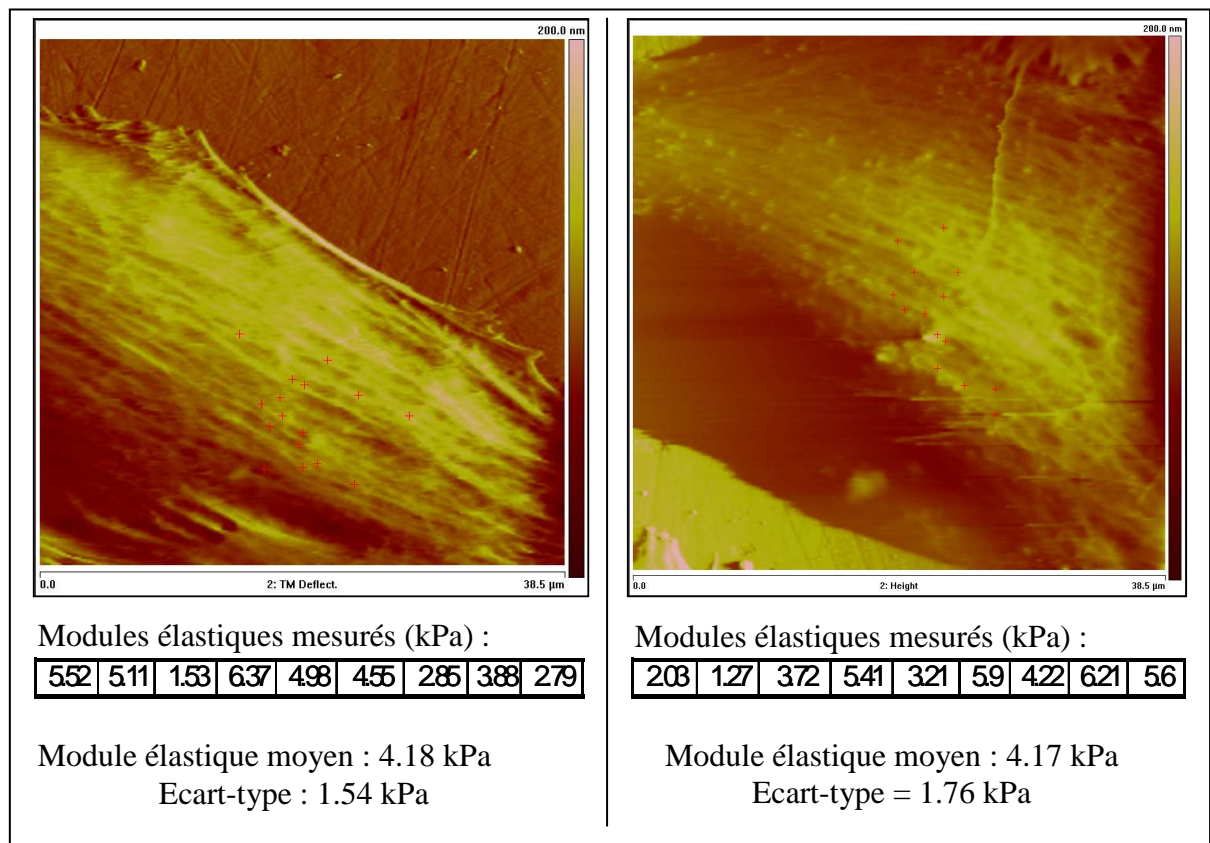 200.0 nm
0.0 2: TM Deflect. 38.5 µm
Modules élastiques mesurés (kPa) :
5.52 5.11 1.53 6.37 4.98 4.55 2.85 3.88 2.79
Module élastique moyen : 4.18 kPa
Ecart-type : 1.54 kPa
200.0 nm
0.0 2: Height 38.5 µm
Modules élastiques mesurés (kPa) :
2.03 1.27 3.72 5.41 3.21 5.9 4.22 6.21 5.6
Module élastique moyen : 4.17 kPa
Ecart-type = 1.76 kPa